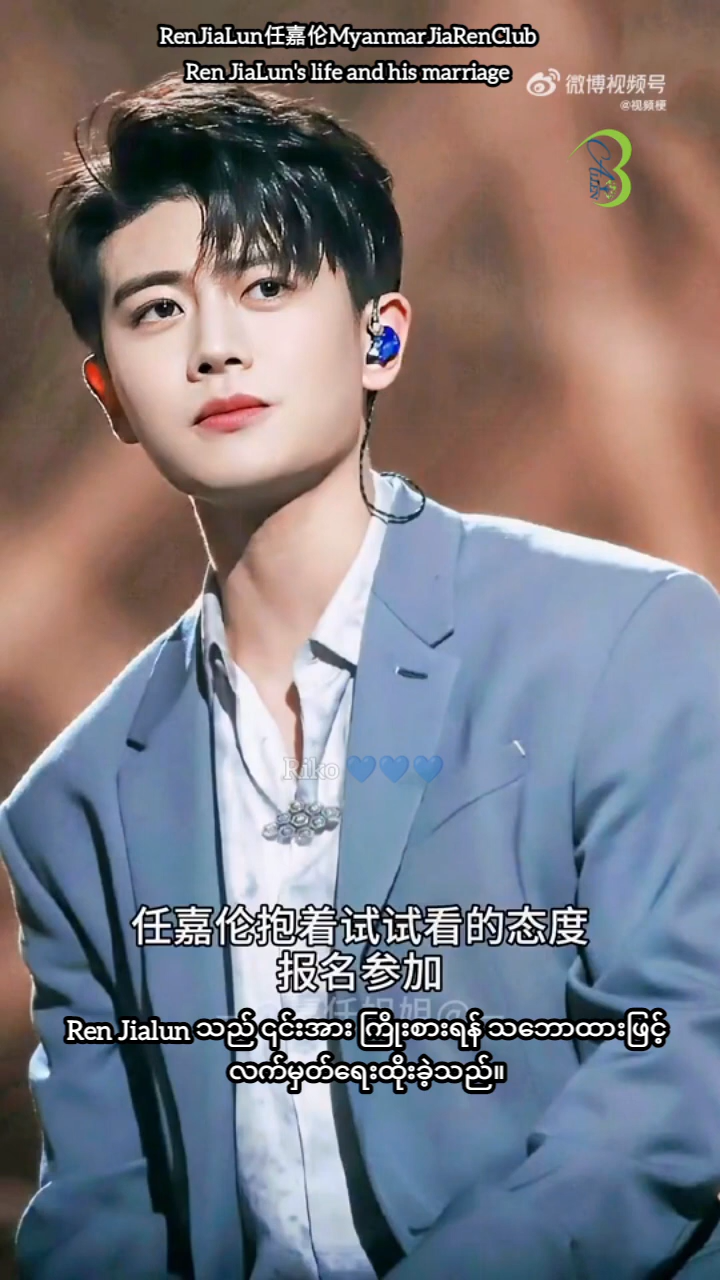 RenJiaLun任嘉伦MyanmarJiaRenClub
Ren JiaLun's life and his marriage
微博视频号
@视频梗
Riko 💙💙💙
任嘉伦抱着试试看的态度
报名参加
Ren Jialun သည် ၎င်းအား ကြိုးစားရန် သဘောထားဖြင့်
လက်မှတ်ရေးထိုးခဲ့သည်။